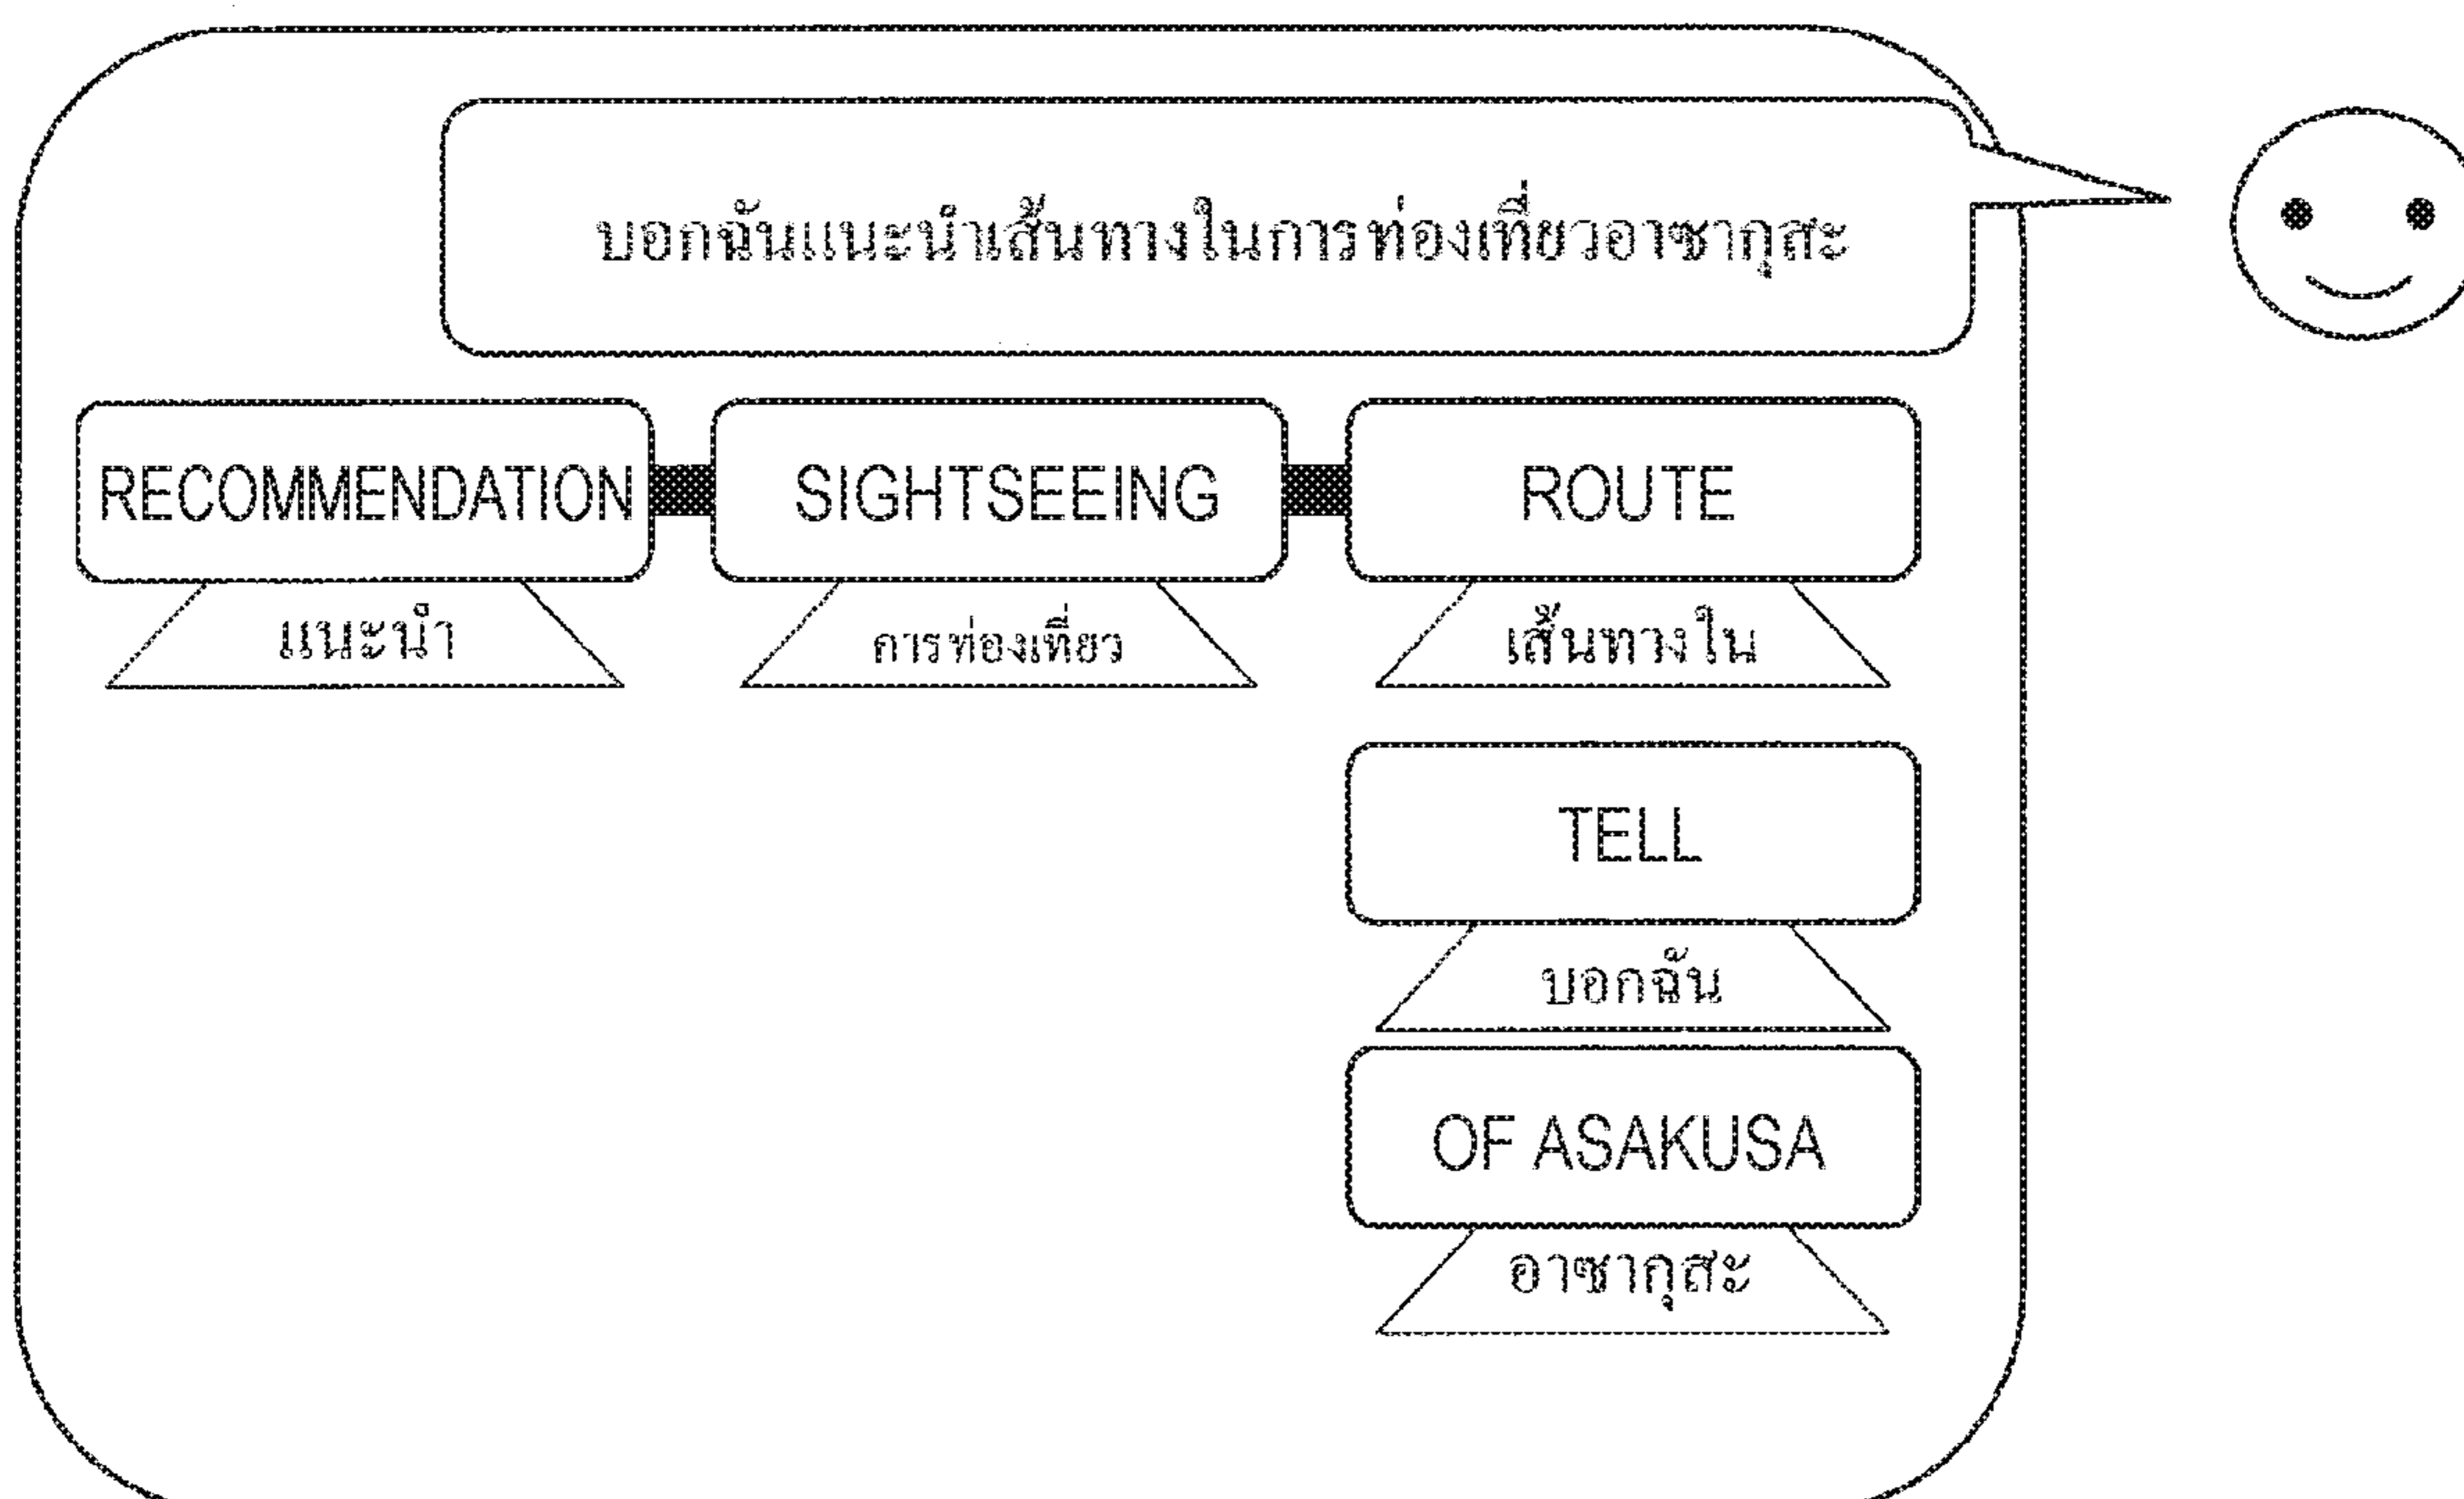 บอกฉันแนะนำเส้นทางในการท่องเที่ยวอาซากุสะ
RECOMMENDATION SIGHTSEEING ROUTE
แนะนำ การท่องเที่ยว เส้นทางใน
TELL
บอกฉัน
OF ASAKUSA
อาซากุสะ